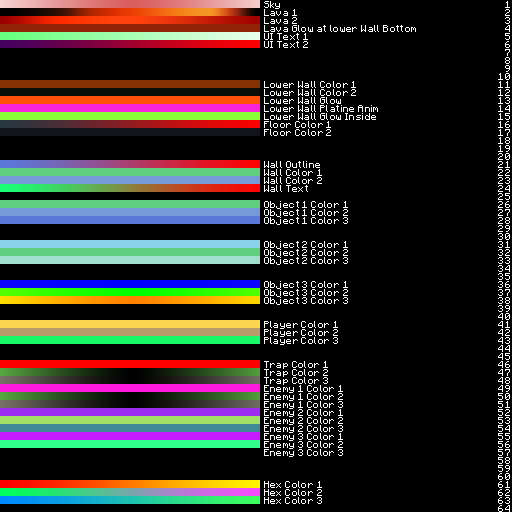 Sky 1
Lava 1 2
Lava 2 3
Lava Glow at lower Wall Bottom 4
UI Text 1 5
UI Text 2 6
7
8
9
10
Lower Wall Color 1 11
Lower Wall Color 2 12
Lower Wall Glow 13
Lower Wall Platine Anim 14
Lower Wall Glow Inside 15
Floor Color 1 16
Floor Color 2 17
18
19
20
Wall Outline 21
Wall Color 1 22
Wall Color 2 23
Wall Text 24
25
Object1 Color 1 26
Object1 Color 2 27
Object1 Color 3 28
29
30
Object2 Color 1 31
Object2 Color 2 32
Object2 Color 3 33
34
35
Object3 Color 1 36
Object3 Color 2 37
Object3 Color 3 38
39
40
Player Color 1 41
Player Color 2 42
Player Color 3 43
44
45
Trap Color 1 46
Trap Color 2 47
Trap Color 3 48
Enemy 1 Color 1 49
Enemy 1 Color 2 50
Enemy 1 Color 3 51
Enemy 2 Color 1 52
Enemy 2 Color 2 53
Enemy 2 Color 3 54
Enemy 3 Color 1 55
Enemy 3 Color 2 56
Enemy 3 Color 3 57
58
59
60
Hex Color 1 61
Hex Color 2 62
Hex Color 3 63
64